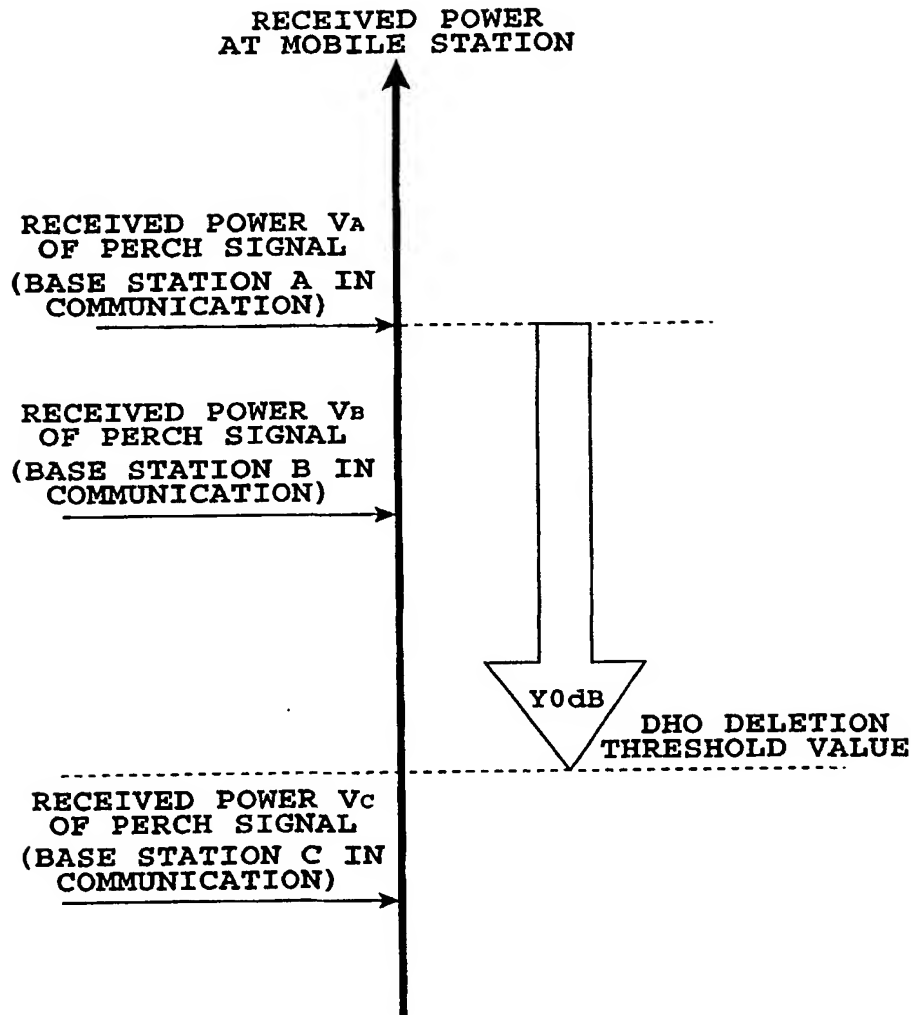 RECEIVED POWER
AT MOBILE STATION
RECEIVED POWER VA
OF PERCH SIGNAL
(BASE STATION A IN
COMMUNICATION)
RECEIVED POWER VB
OF PERCH SIGNAL
(BASE STATION B IN
COMMUNICATION)
Y0dB
DHO DELETION
THRESHOLD VALUE
RECEIVED POWER VC
OF PERCH SIGNAL
(BASE STATION C IN
COMMUNICATION)